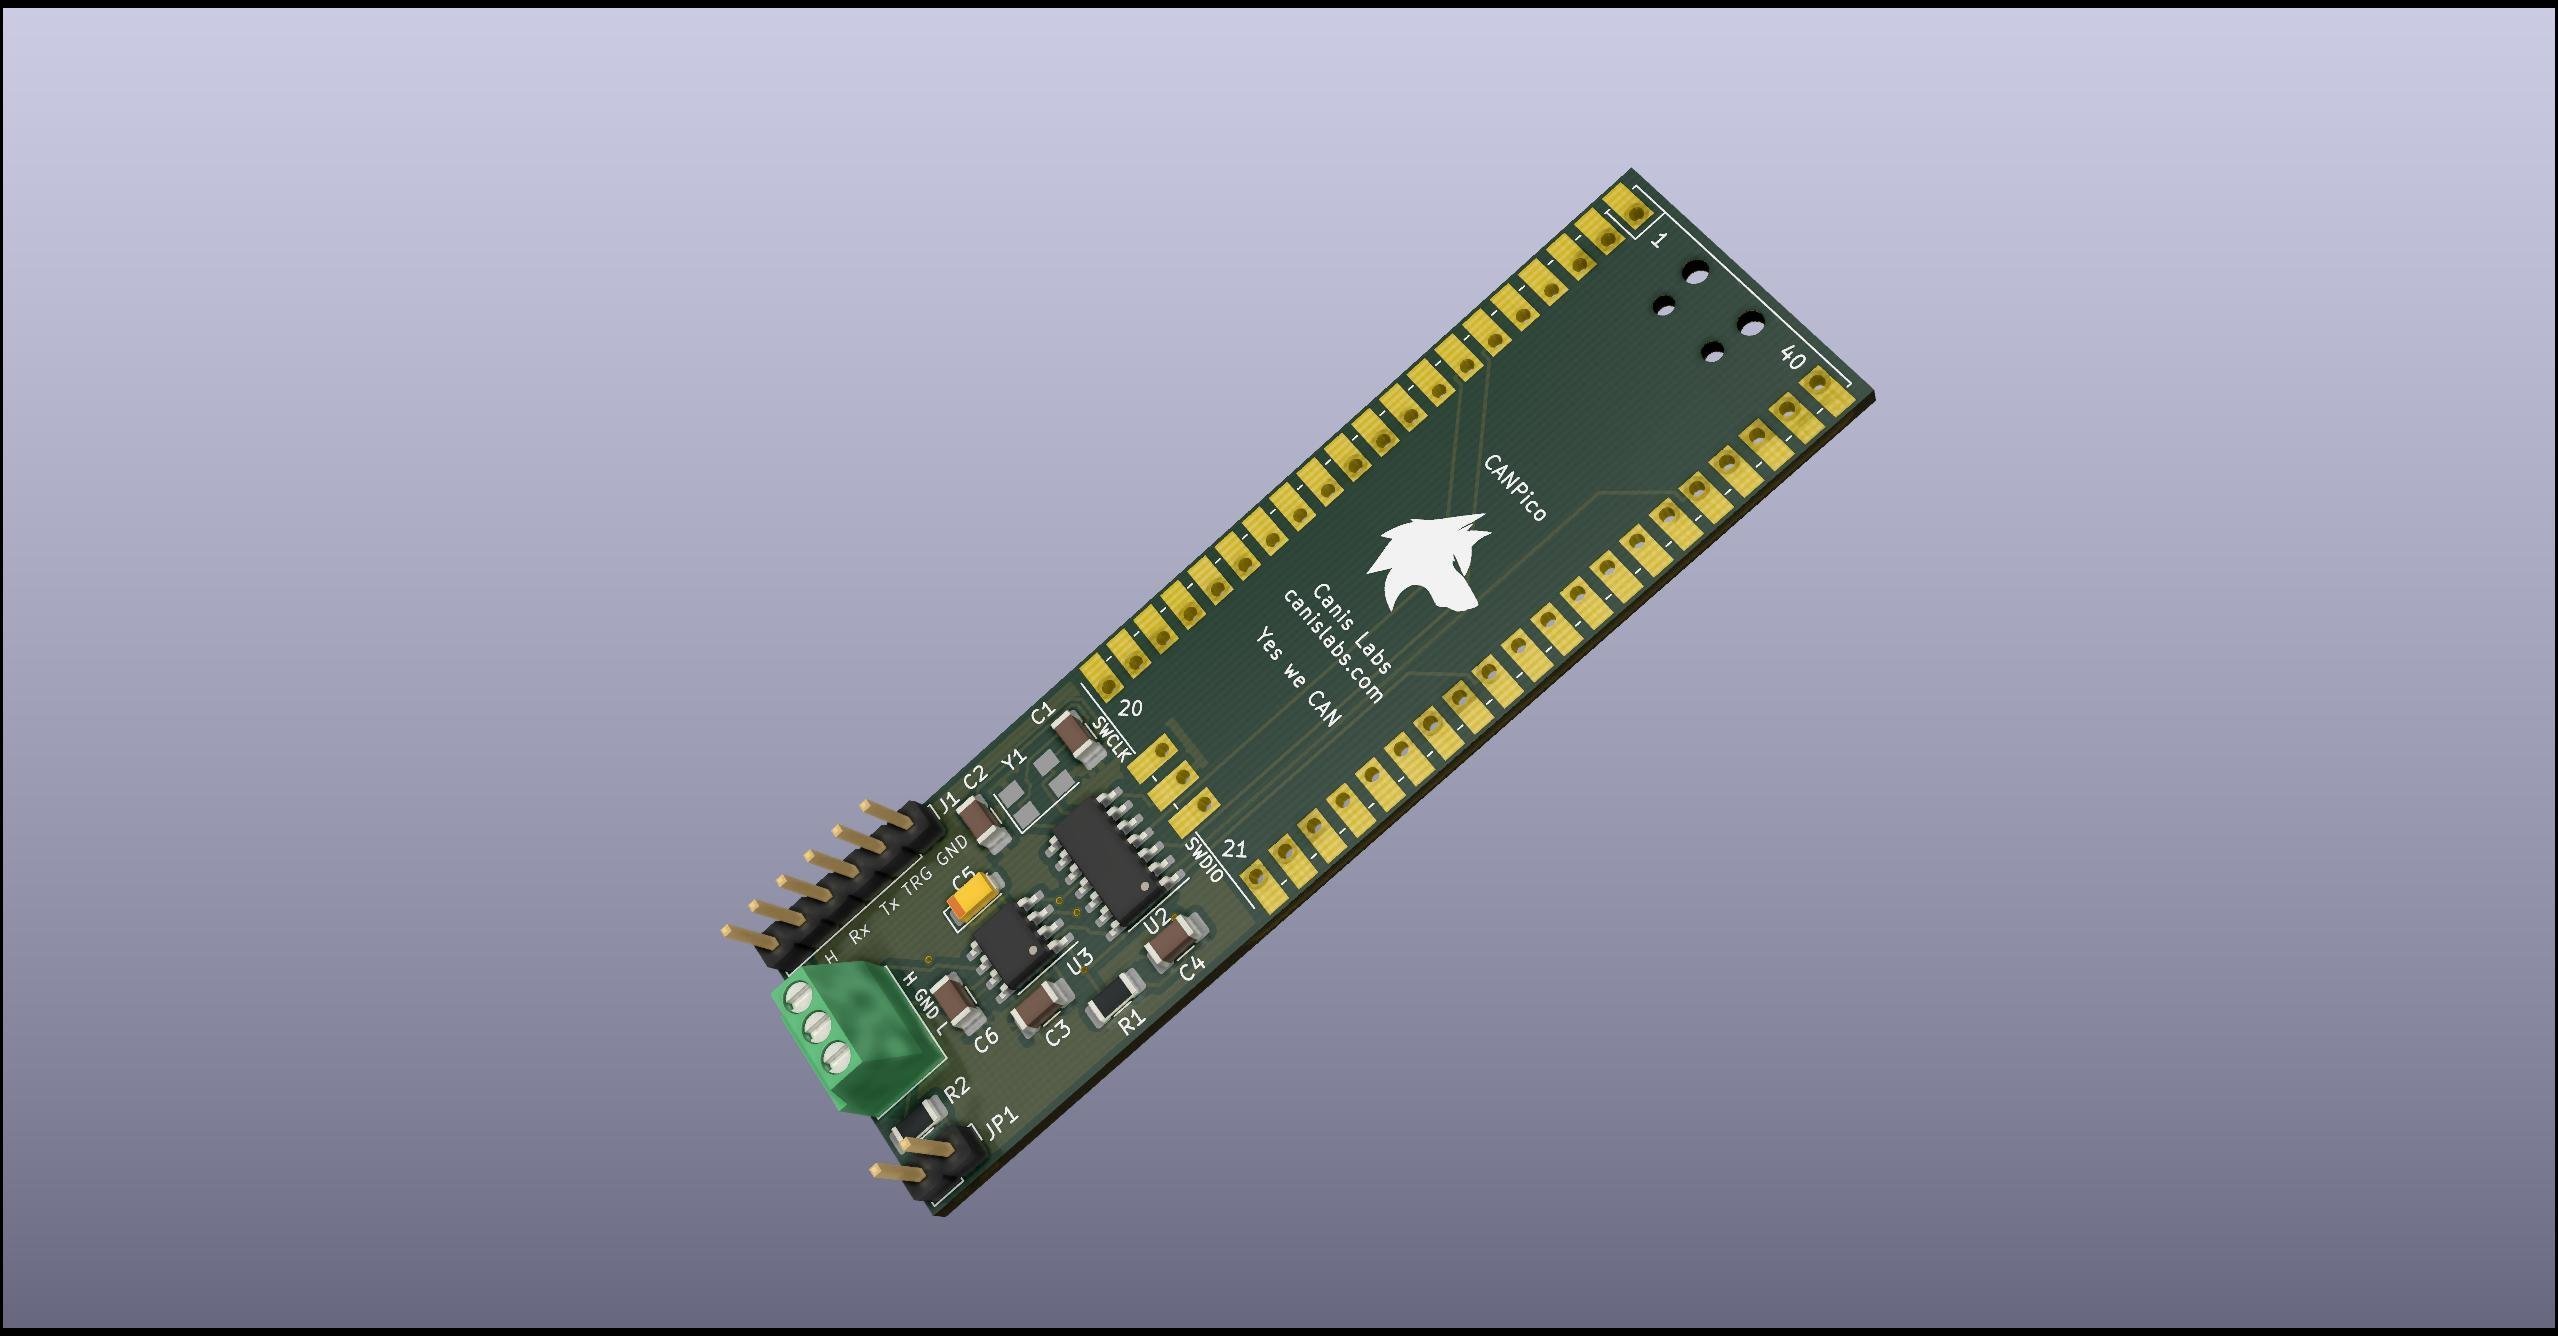 1
40
CANPico
Canis Labs
canislabs.com
Yes we CAN
20
SWCLK
21
SWDIO
C1
Y1
C2
J1
GND
TRG
Tx
Rx
H
C5
U2
U3
C4
R1
C3
C6
H GND L
R2
JP1